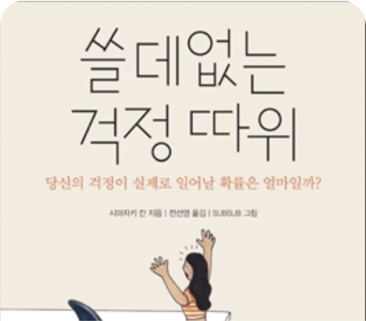 쓸데없는
걱정 따위
당신의 걱정이 실제로 일어날 확률은 얼마일까?
시마자키 칸 지음 | 전선영 옮김 | SUBSUB 그림